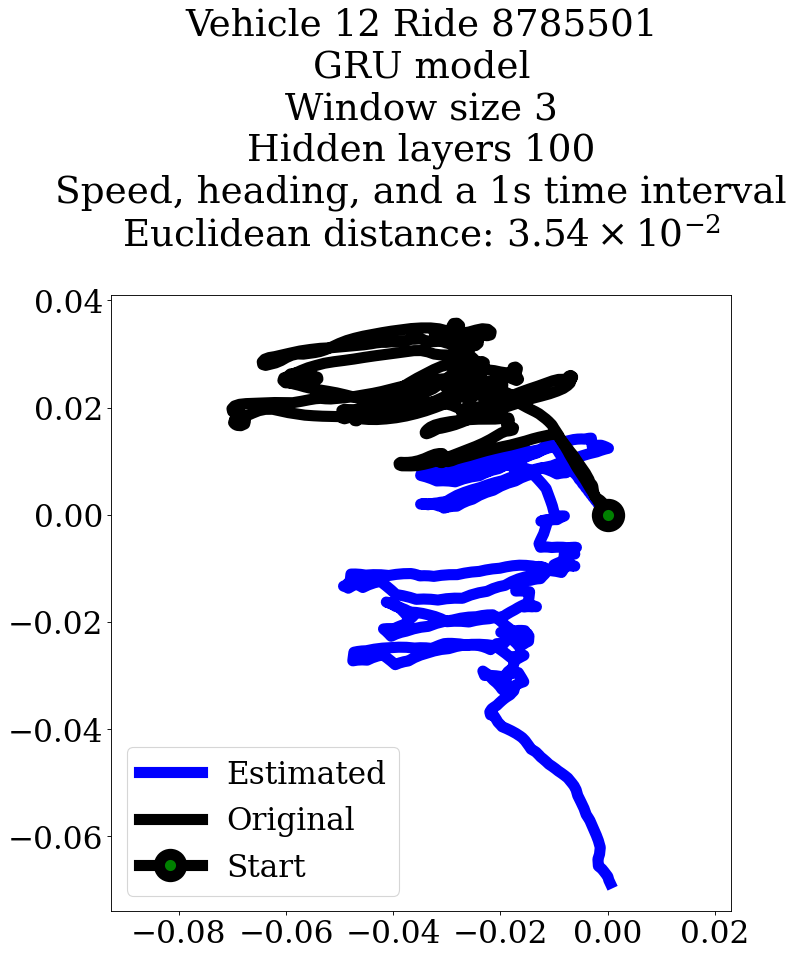 Vehicle 12 Ride 8785501
GRU model
Window size 3
Hidden layers 100
Speed, heading, and a 1s time interval
Euclidean distance: 3.54 × 10⁻²
0.04
0.02
0.00
−0.02
−0.04
−0.06
Estimated
Original
Start
−0.08 −0.06 −0.04 −0.02 0.00 0.02